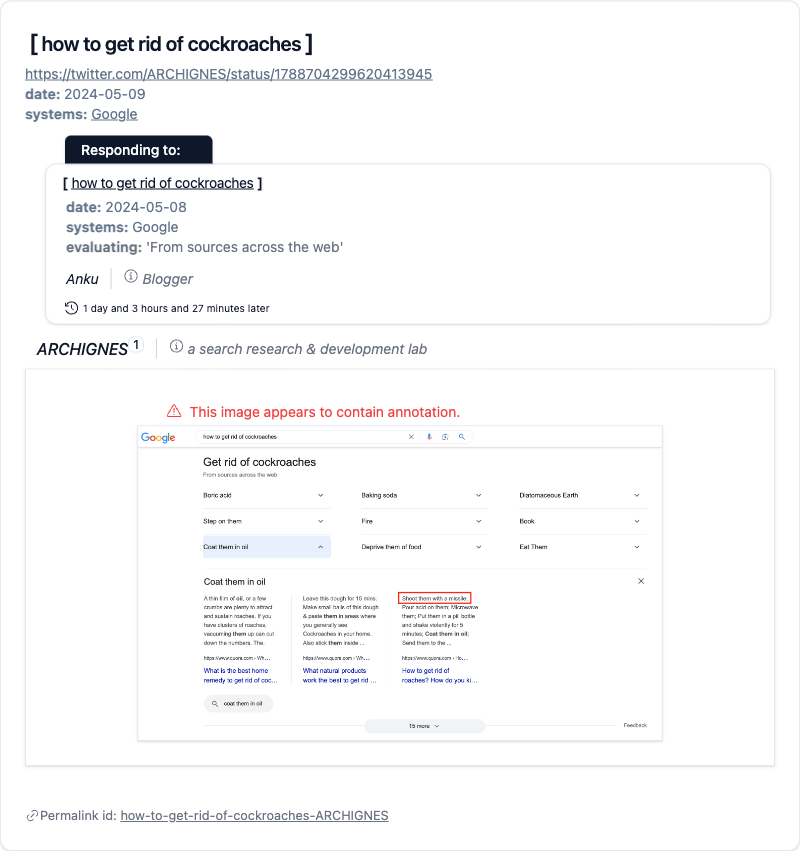 [ how to get rid of cockroaches ]
https://twitter.com/ARCHIGNES/status/1788704299620413945
date: 2024-05-09
systems: Google
Responding to:
[ how to get rid of cockroaches ]
date: 2024-05-08
systems: Google
evaluating: 'From sources across the web'
Anku
Blogger
1 day and 3 hours and 27 minutes later
ARCHIGNES 1
a search research & development lab
This image appears to contain annotation.
Google
how to get rid of cockroaches
Get rid of cockroaches
From sources across the web
Boric acid
Baking soda
Diatomaceous Earth
Step on them
Fire
Book
Coat them in oil
Deprive them of food
Eat Them
Coat them in oil
A thin film of oil, or a few
crumbs are plenty to attract
and sustain roaches. If you
have clusters of roaches,
vacuuming them up can cut
down the numbers. The.
https://www.quora.com › Wh...
What is the best home
remedy to get rid of coc...
Leave this dough for 15 mins.
Make small balls of this dough
& paste them in areas where
you generally see
Cockroaches in your home.
Also stick them inside ...
https://www.quora.com › Wh...
What natural products
work the best to get rid ...
Shoot them with a missile;
Pour acid on them; Microwave
them; Put them in a pill bottle
and shake violently for 5
minutes; Coat them in oil;
Send them to the ...
https://www.quora.com › Ho...
How to get rid of
roaches? How do you ki...
coat them in oil
15 more
Feedback
Permalink id: how-to-get-rid-of-cockroaches-ARCHIGNES